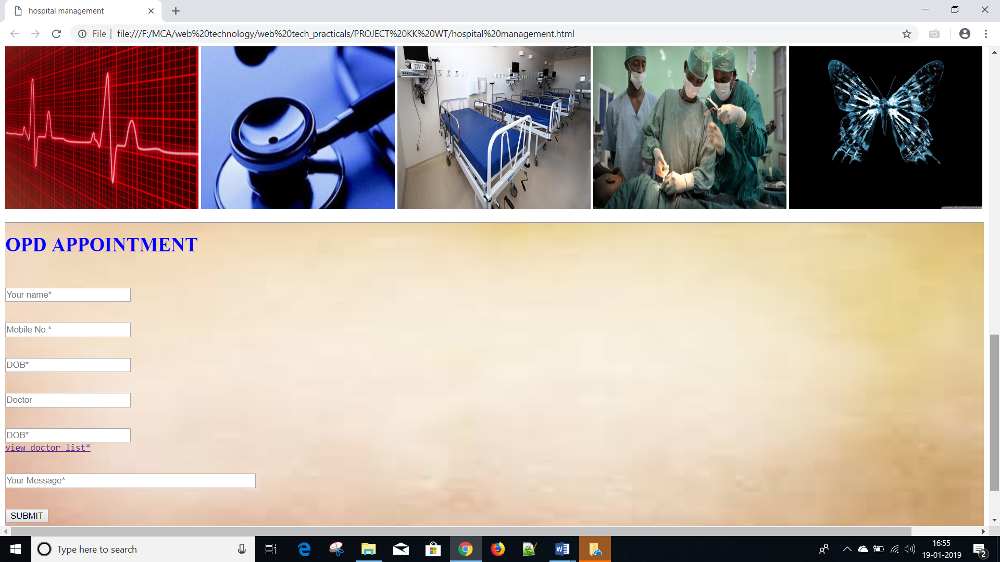 hospital management
File
file:///F:/MCA/web%20technology/web%20tech_practicals/PROJECT%20KK%20WT/hospital%20management.html
OPD APPOINTMENT
Your name*
Mobile No.*
DOB*
Doctor
DOB*
view doctor list*
Your Message*
SUBMIT
Type here to search
16:55
19-01-2019
2